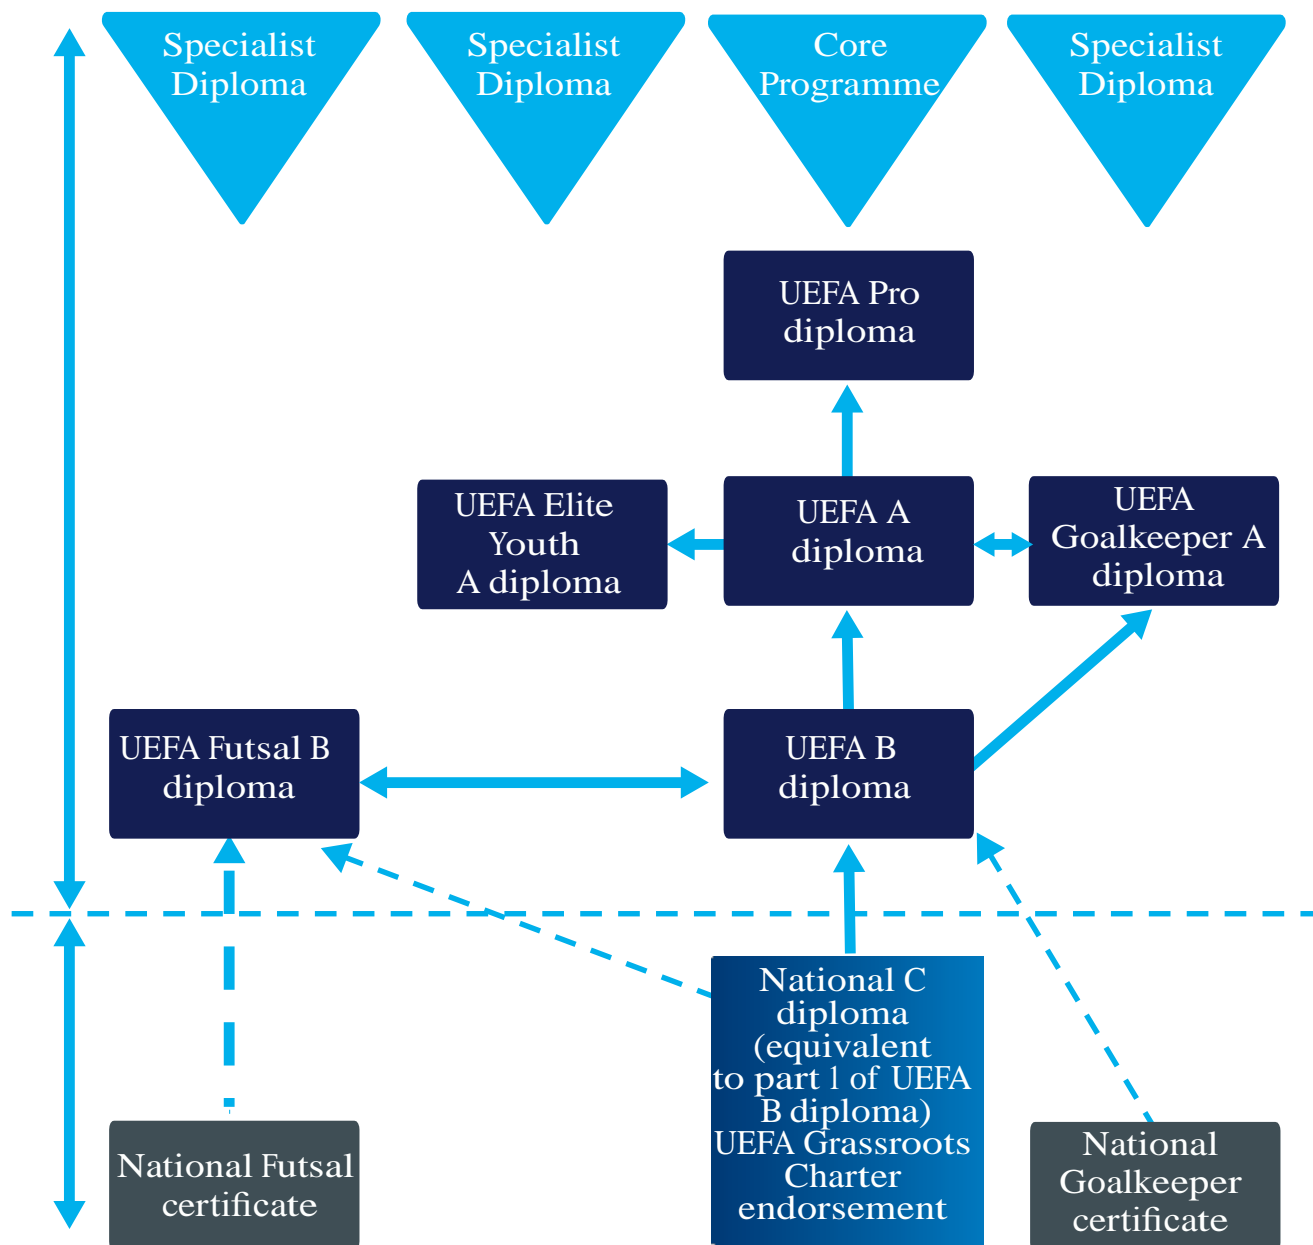 Specialist
Diploma
Specialist
Diploma
Core
Programme
Specialist
Diploma
UEFA Pro
diploma
UEFA Elite
Youth
A diploma
UEFA A
diploma
UEFA
Goalkeeper A
diploma
UEFA Futsal B
diploma
UEFA B
diploma
National Futsal
certificate
National C
diploma
(equivalent
to part 1 of UEFA
B diploma)
UEFA Grassroots
Charter
endorsement
National
Goalkeeper
certificate